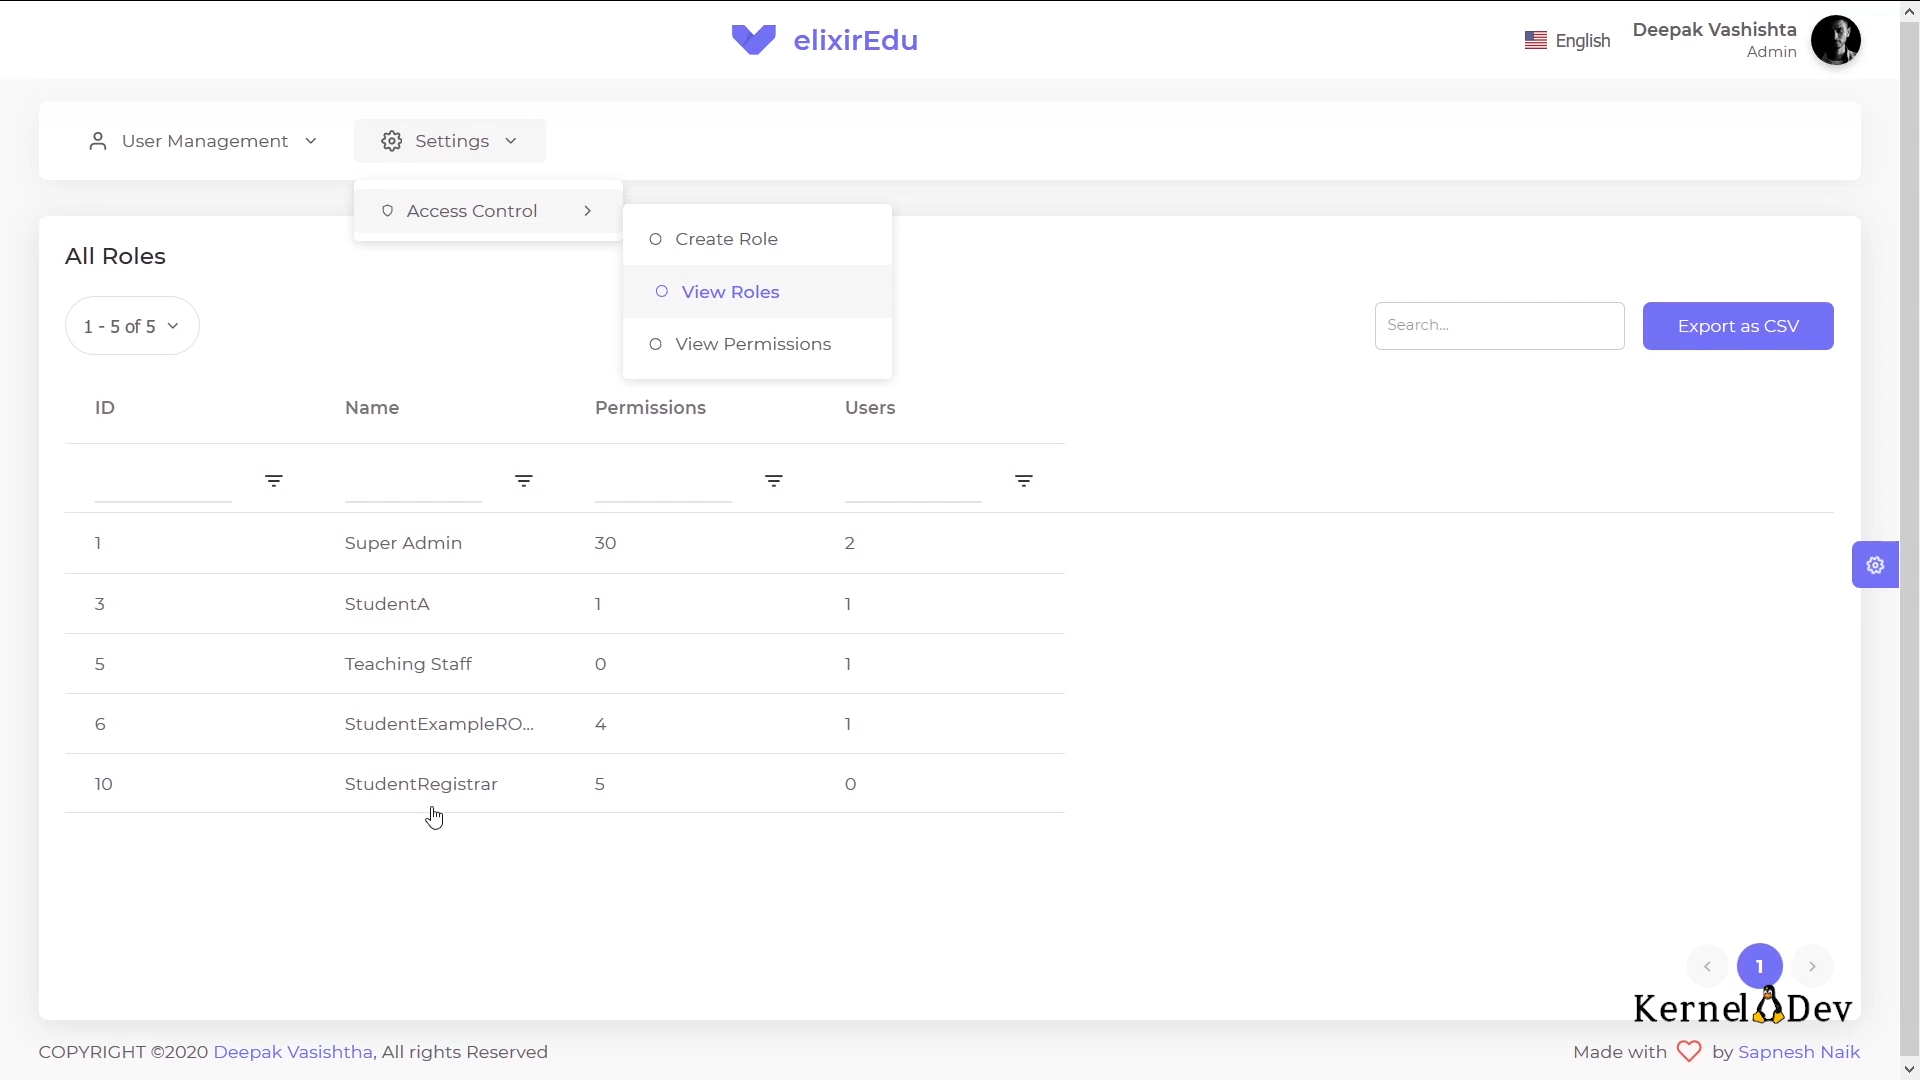 elixirEdu
English
Deepak Vashishta
Admin
User Management
Settings
Access Control
Create Role
View Roles
View Permissions
All Roles
1 - 5 of 5
Search...
Export as CSV
ID Name Permissions Users
1 Super Admin 30 2
3 StudentA 1 1
5 Teaching Staff 0 1
6 StudentExampleRO... 4 1
10 StudentRegistrar 5 0
1
Kernel Dev
COPYRIGHT ©2020 Deepak Vasishtha, All rights Reserved
Made with by Sapnesh Naik